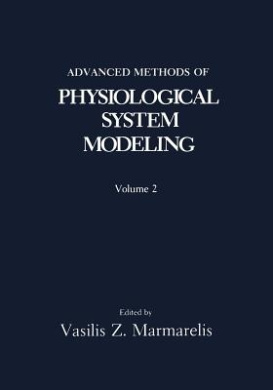 ADVANCED METHODS OF
PHYSIOLOGICAL
SYSTEM
MODELING
Volume 2
Edited by
Vasilis Z. Marmarelis